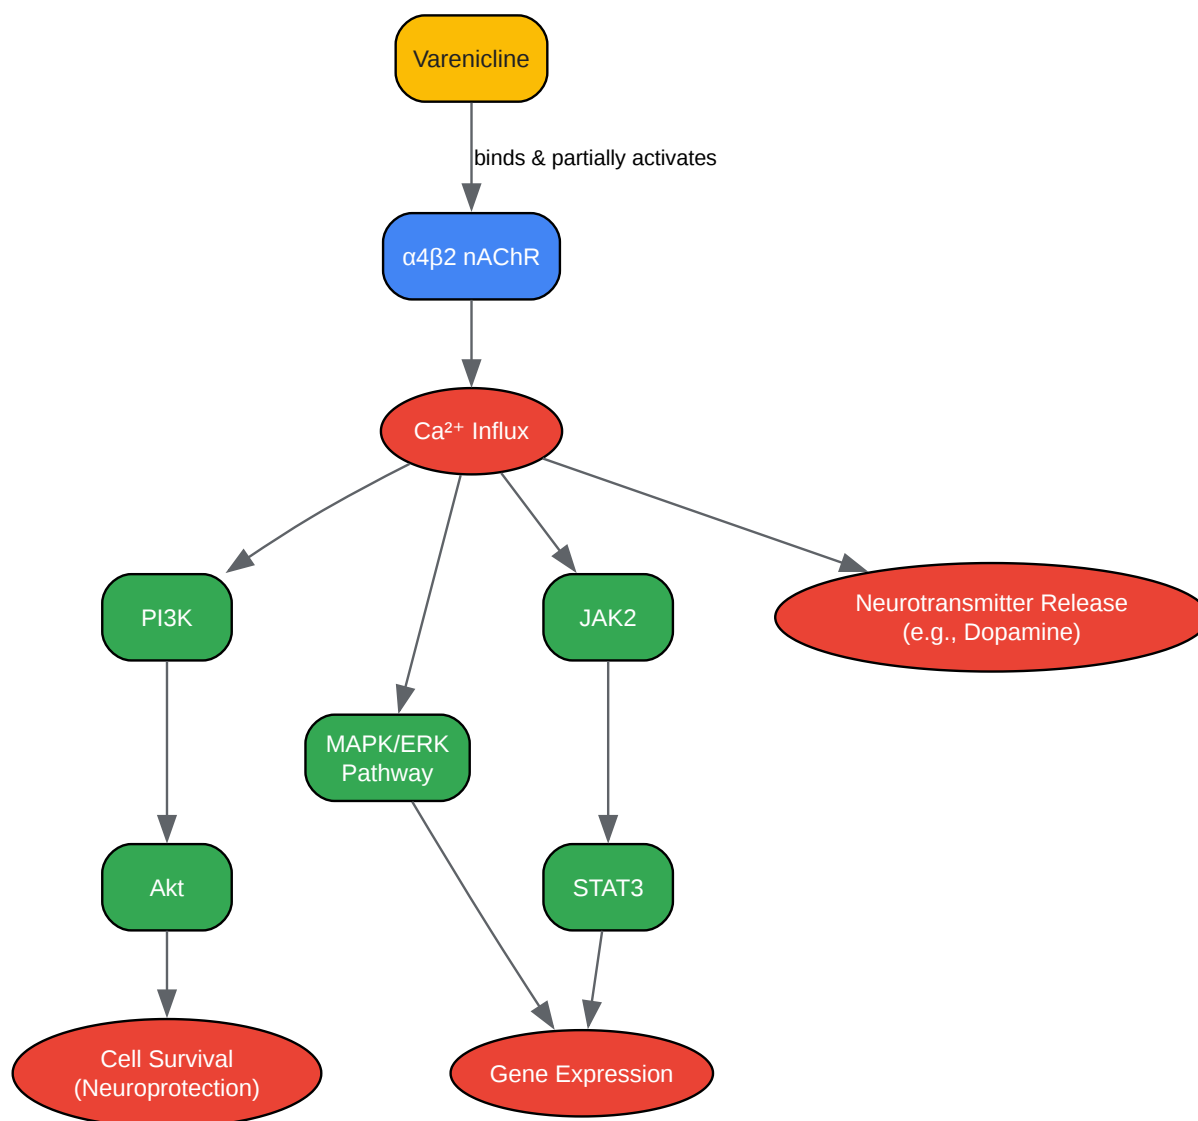 Varenicline
binds & partially activates
α4β2 nAChR
Ca²⁺ Influx
PI3K
JAK2
Neurotransmitter Release
(e.g., Dopamine)
MAPK/ERK
Pathway
Akt
STAT3
Cell Survival
(Neuroprotection)
Gene Expression